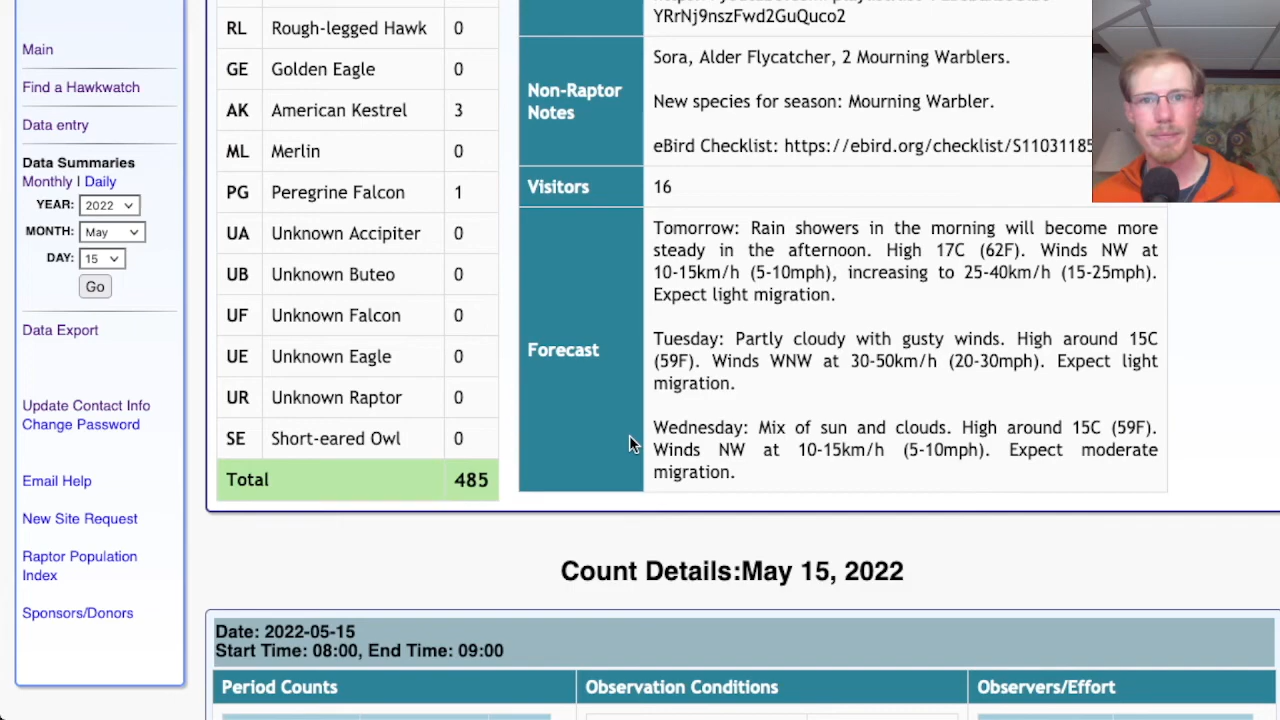 Main
Find a Hawkwatch
Data entry
Data Summaries
Monthly | Daily
YEAR: 2022
MONTH: May
DAY: 15
Go
Data Export
Update Contact Info
Change Password
Email Help
New Site Request
Raptor Population
Index
Sponsors/Donors
RL Rough-legged Hawk 0
GE Golden Eagle 0
AK American Kestrel 3
ML Merlin 0
PG Peregrine Falcon 1
UA Unknown Accipiter 0
UB Unknown Buteo 0
UF Unknown Falcon 0
UE Unknown Eagle 0
UR Unknown Raptor 0
SE Short-eared Owl 0
Total 485
YRrNj9nszFwd2GuQuco2
Non-Raptor
Notes
Sora, Alder Flycatcher, 2 Mourning Warblers.
New species for season: Mourning Warbler.
eBird Checklist: https://ebird.org/checklist/S11031185
Visitors 16
Forecast
Tomorrow: Rain showers in the morning will become more
steady in the afternoon. High 17C (62F). Winds NW at
10-15km/h (5-10mph), increasing to 25-40km/h (15-25mph).
Expect light migration.
Tuesday: Partly cloudy with gusty winds. High around 15C
(59F). Winds WNW at 30-50km/h (20-30mph). Expect light
migration.
Wednesday: Mix of sun and clouds. High around 15C (59F).
Winds NW at 10-15km/h (5-10mph). Expect moderate
migration.
Count Details:May 15, 2022
Date: 2022-05-15
Start Time: 08:00, End Time: 09:00
Period Counts
Observation Conditions
Observers/Effort